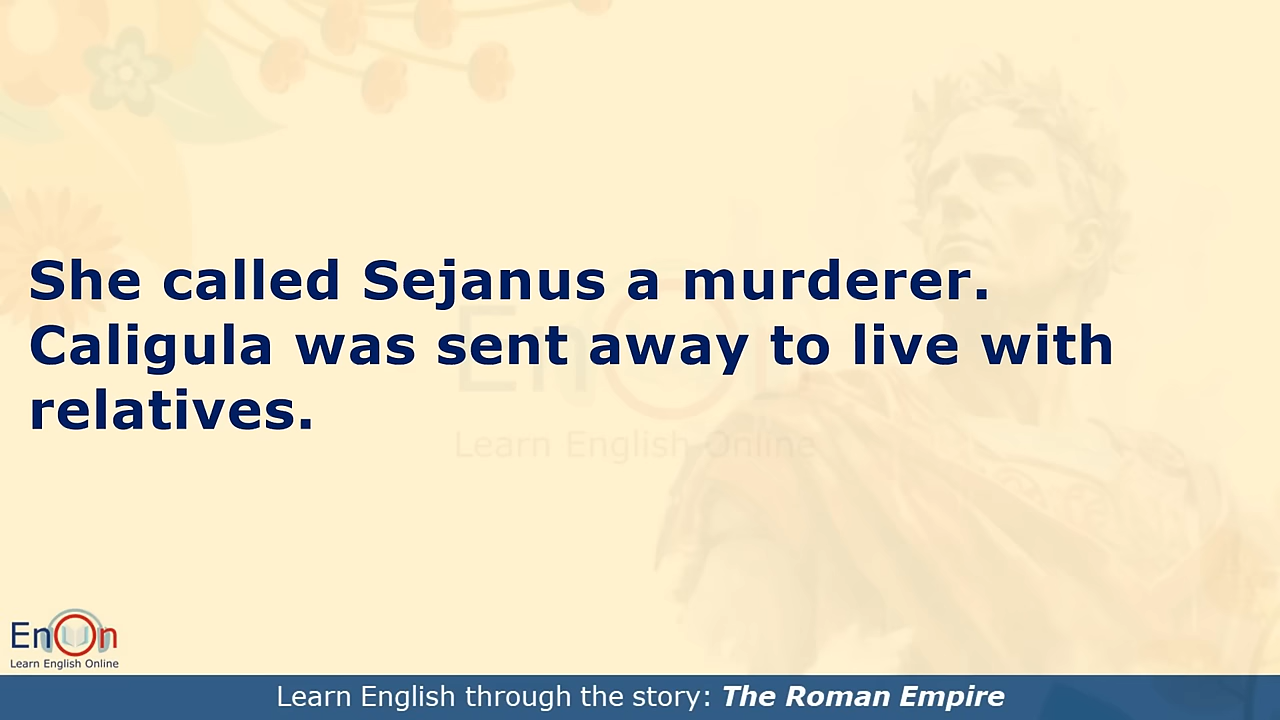 She called Sejanus a murderer.
Caligula was sent away to live with
relatives.
EnOn
Learn English Online
EnOn
Learn English Online
Learn English through the story: The Roman Empire